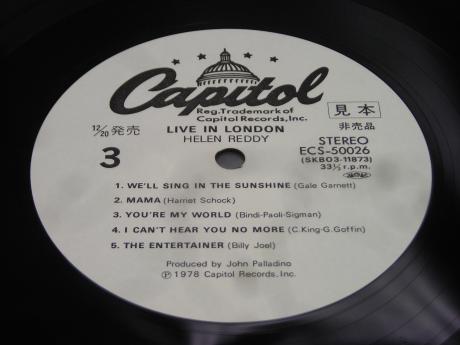 Capitol
Reg. Trademark of
Capitol Records, Inc.
見本
非売品
12/20 発売
LIVE IN LONDON
HELEN REDDY
STEREO
ECS-50026
(SKBO3-11873)
33⅓ r.p.m.
3
1. WE'LL SING IN THE SUNSHINE (Gale Garnett)
2. MAMA (Harriet Schock)
3. YOU'RE MY WORLD (Bindi-Paoli-Sigman)
4. I CAN'T HEAR YOU NO MORE (C.King-G.Goffin)
5. THE ENTERTAINER (Billy Joel)
Produced by John Palladino
Ⓟ 1978 Capitol Records, Inc.